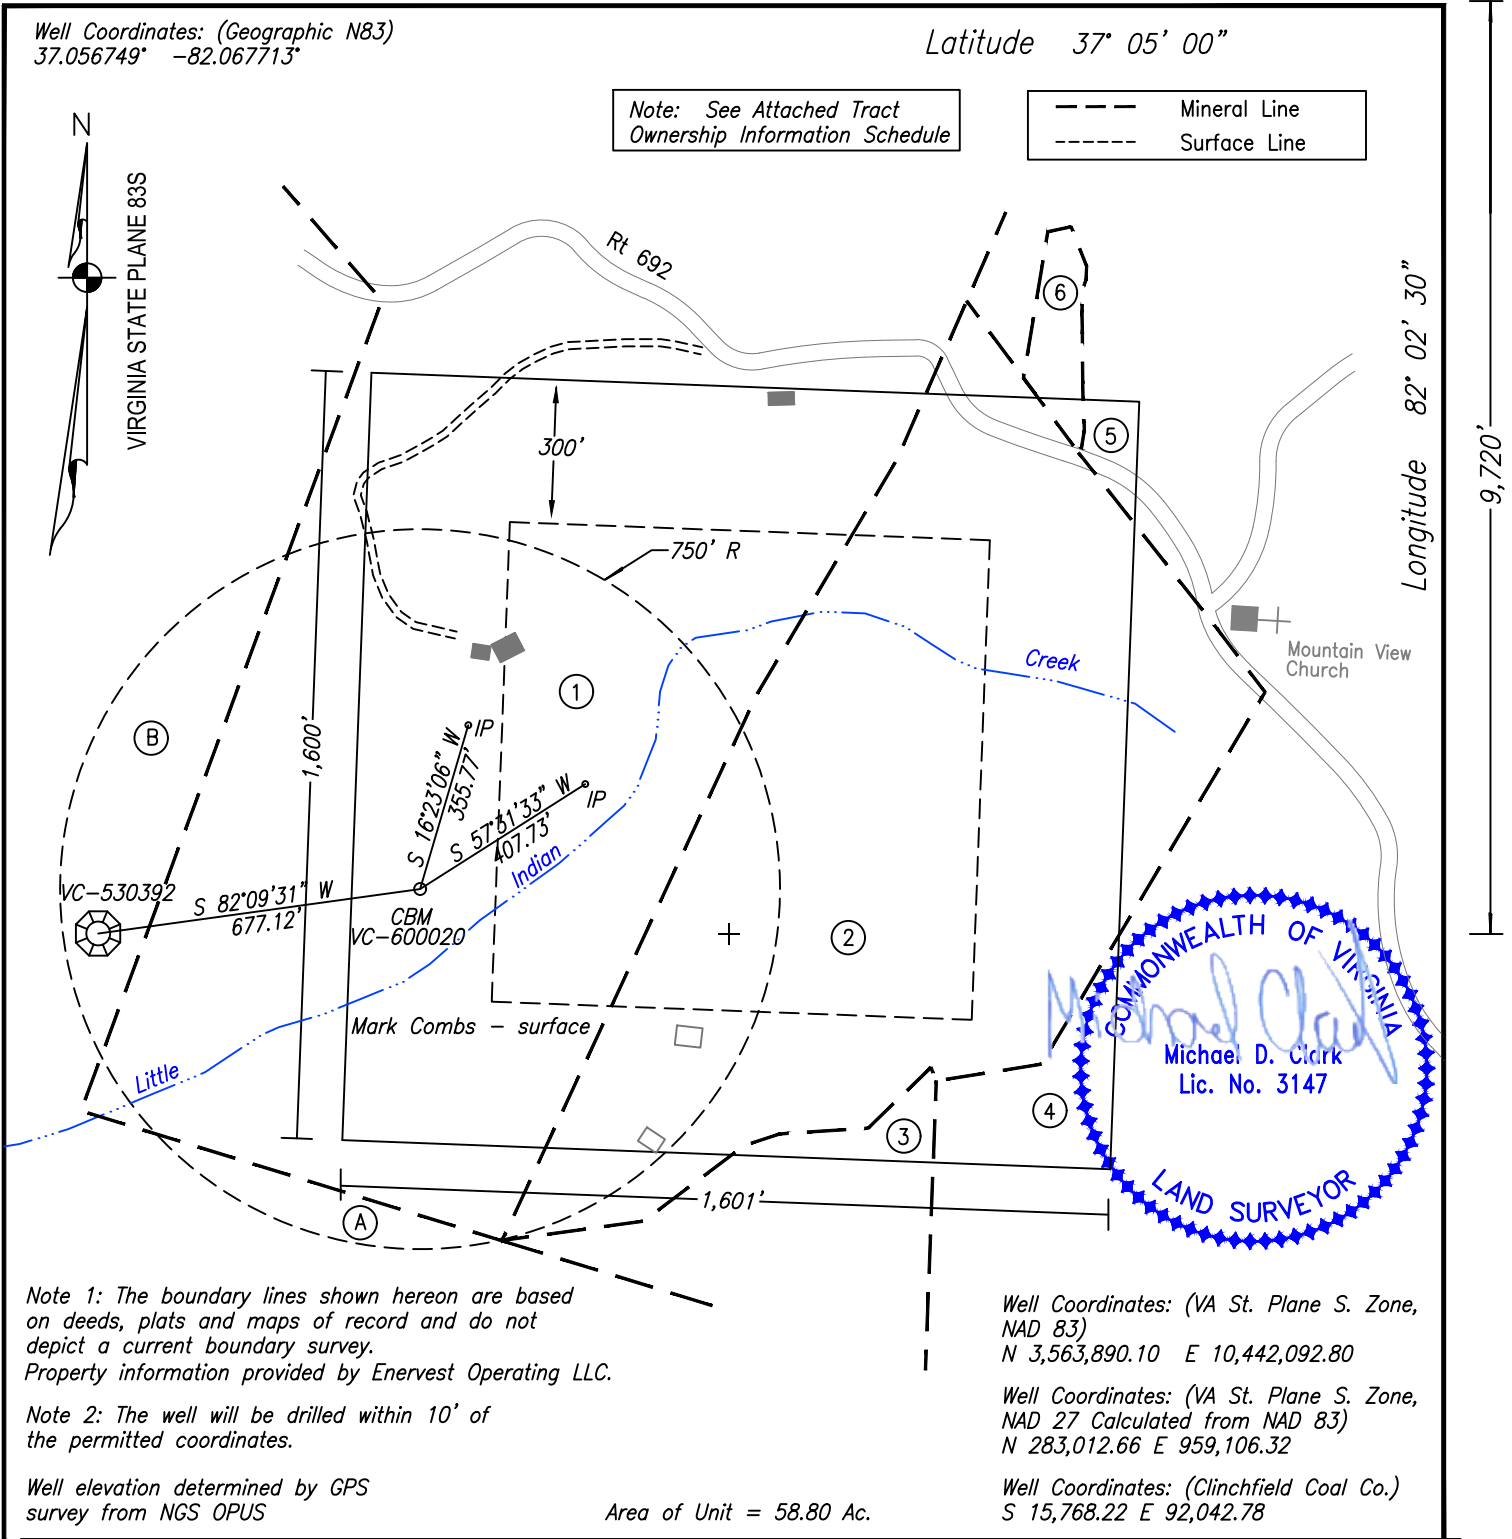 Well Coordinates: (Geographic N83)
37.056749° -82.067713°
Latitude 37° 05' 00"
Note: See Attached Tract
Ownership Information Schedule
Mineral Line
Surface Line
N
VIRGINIA STATE PLANE 83S
Rt 692
6
Longitude 82° 02' 30"
9,720'
5
300'
750' R
Creek
Mountain View
Church
1
B
1,600'
IP
S 16°23'06" W
355.77'
IP
S 57°51'33" W
407.73'
Indian
VC-530392
S 82°09'31" W
677.12'
CBM
VC-600020
2
Mark Combs - surface
Little
COMMONWEALTH OF VIRGINIA
Michael Clark
Michael D. Clark
Lic. No. 3147
LAND SURVEYOR
4
3
1,601'
A
Note 1: The boundary lines shown hereon are based
on deeds, plats and maps of record and do not
depict a current boundary survey.
Property information provided by Enervest Operating LLC.
Note 2: The well will be drilled within 10' of
the permitted coordinates.
Well elevation determined by GPS
survey from NGS OPUS
Area of Unit = 58.80 Ac.
Well Coordinates: (VA St. Plane S. Zone,
NAD 83)
N 3,563,890.10 E 10,442,092.80
Well Coordinates: (VA St. Plane S. Zone,
NAD 27 Calculated from NAD 83)
N 283,012.66 E 959,106.32
Well Coordinates: (Clinchfield Coal Co.)
S 15,768.22 E 92,042.78